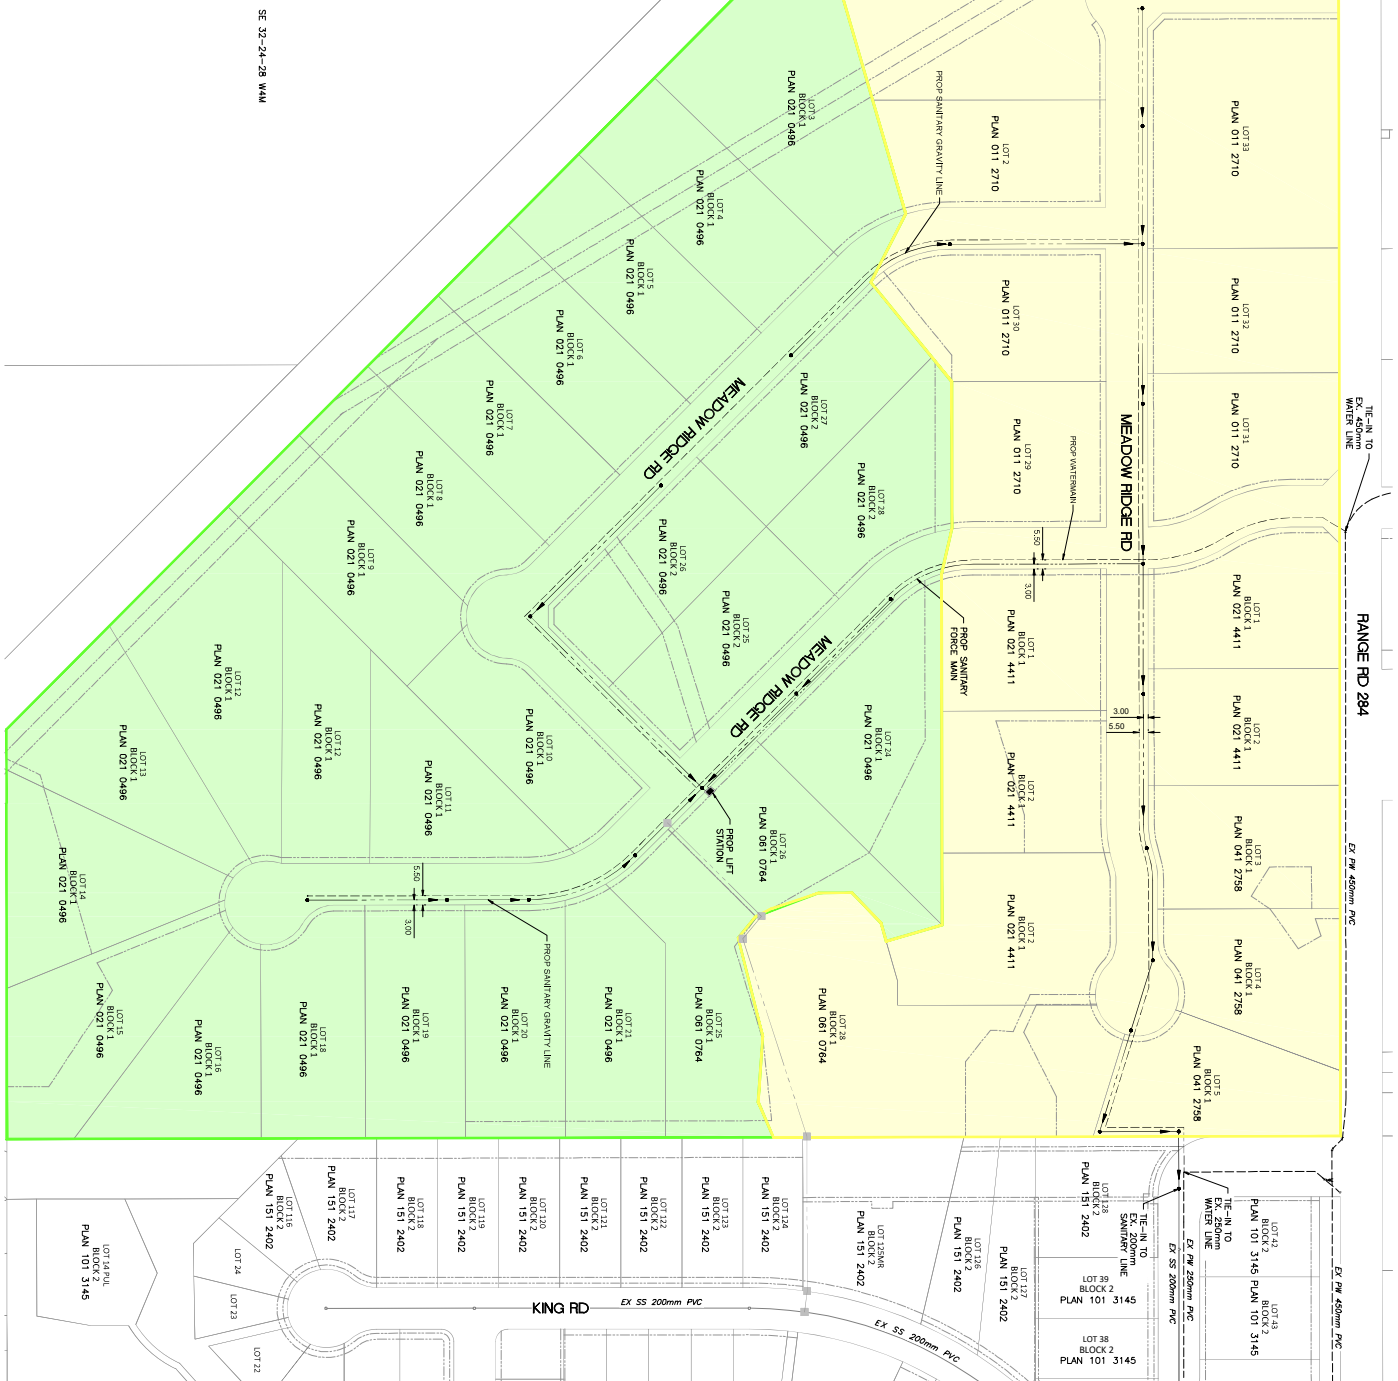 SE 32-24-28 W4M
LOT 3
BLOCK 1
PLAN 021 0496
LOT 4
BLOCK 1
PLAN 021 0496
LOT 5
BLOCK 1
PLAN 021 0496
LOT 6
BLOCK 1
PLAN 021 0496
LOT 7
BLOCK 1
PLAN 021 0496
LOT 8
BLOCK 1
PLAN 021 0496
LOT 9
BLOCK 1
PLAN 021 0496
LOT 12
BLOCK 1
PLAN 021 0496
LOT 13
BLOCK 1
PLAN 021 0496
LOT 12
BLOCK 1
PLAN 021 0496
LOT 11
BLOCK 1
PLAN 021 0496
LOT 10
BLOCK 1
PLAN 021 0496
LOT 14
BLOCK 1
PLAN 021 0496
LOT 15
BLOCK 1
PLAN 021 0496
LOT 16
BLOCK 1
PLAN 021 0496
LOT 18
BLOCK 1
PLAN 021 0496
LOT 19
BLOCK 1
PLAN 021 0496
LOT 20
BLOCK 1
PLAN 021 0496
LOT 21
BLOCK 1
PLAN 021 0496
LOT 25
BLOCK 1
PLAN 061 0764
LOT 28
BLOCK 1
PLAN 061 0764
LOT 26
BLOCK 1
PLAN 061 0764
LOT 24
BLOCK 1
PLAN 021 0496
LOT 25
BLOCK 2
PLAN 021 0496
LOT 26
BLOCK 2
PLAN 021 0496
LOT 27
BLOCK 2
PLAN 021 0496
LOT 28
BLOCK 2
PLAN 021 0496
MEADOW RIDGE RD
MEADOW RIDGE RD
MEADOW RIDGE RD
PROP SANITARY GRAVITY LINE
PROP SANITARY GRAVITY LINE
PROP WATERMAIN
PROP SANITARY
FORCE MAIN
PROP LIFT
STATION
5.50
3.00
5.50
3.00
3.00
5.50
LOT 2
PLAN 011 2710
LOT 30
PLAN 011 2710
LOT 29
PLAN 011 2710
LOT 33
PLAN 011 2710
LOT 32
PLAN 011 2710
LOT 31
PLAN 011 2710
LOT 1
BLOCK 1
PLAN 021 4411
LOT 2
BLOCK 1
PLAN 021 4411
LOT 2
BLOCK 1
PLAN 021 4411
LOT 1
BLOCK 1
PLAN 021 4411
LOT 2
BLOCK 1
PLAN 021 4411
LOT 3
BLOCK 1
PLAN 041 2758
LOT 4
BLOCK 1
PLAN 041 2758
LOT 5
BLOCK 1
PLAN 041 2758
TIE-IN TO
EX. 450mm
WATER LINE
RANGE RD 284
EX PW 450mm PVC
TIE-IN TO
EX. 250mm
WATER LINE
TIE-IN TO
EX. 200mm
SANITARY LINE
EX SS 200mm PVC
EX PW 250mm PVC
EX PW 450mm PVC
LOT 42
BLOCK 2
PLAN 101 3145
LOT 43
BLOCK 2
PLAN 101 3145
LOT 39
BLOCK 2
PLAN 101 3145
LOT 38
BLOCK 2
PLAN 101 3145
LOT 128
BLOCK 2
PLAN 151 2402
LOT 127
BLOCK 2
PLAN 151 2402
LOT 126
BLOCK 2
PLAN 151 2402
LOT 125MR
BLOCK 2
PLAN 151 2402
LOT 124
BLOCK 2
PLAN 151 2402
LOT 123
BLOCK 2
PLAN 151 2402
LOT 122
BLOCK 2
PLAN 151 2402
LOT 121
BLOCK 2
PLAN 151 2402
LOT 120
BLOCK 2
PLAN 151 2402
LOT 119
BLOCK 2
PLAN 151 2402
LOT 118
BLOCK 2
PLAN 151 2402
LOT 117
BLOCK 2
PLAN 151 2402
LOT 116
BLOCK 2
PLAN 151 2402
LOT 24
LOT 23
LOT 22
LOT 14 PUL
BLOCK 2
PLAN 101 3145
KING RD
EX SS 200mm PVC
EX SS 200mm PVC